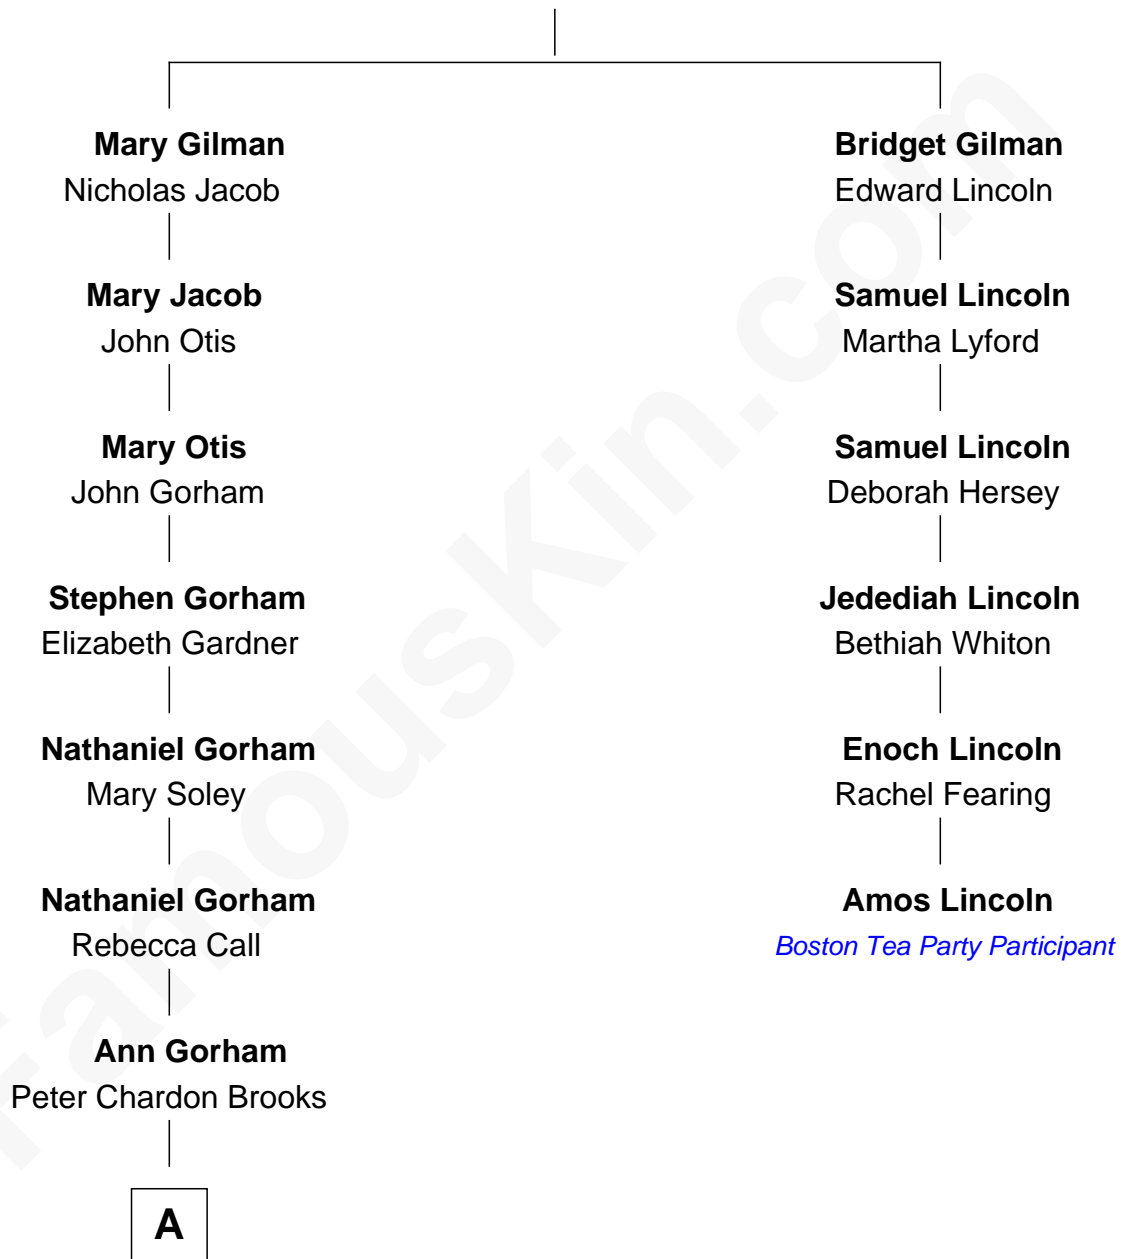 Mary Gilman
Nicholas Jacob
Mary Jacob
John Otis
Mary Otis
John Gorham
Stephen Gorham
Elizabeth Gardner
Nathaniel Gorham
Mary Soley
Nathaniel Gorham
Rebecca Call
Ann Gorham
Peter Chardon Brooks
A
Bridget Gilman
Edward Lincoln
Samuel Lincoln
Martha Lyford
Samuel Lincoln
Deborah Hersey
Jedediah Lincoln
Bethiah Whiton
Enoch Lincoln
Rachel Fearing
Amos Lincoln
Boston Tea Party Participant
FamousKin.com